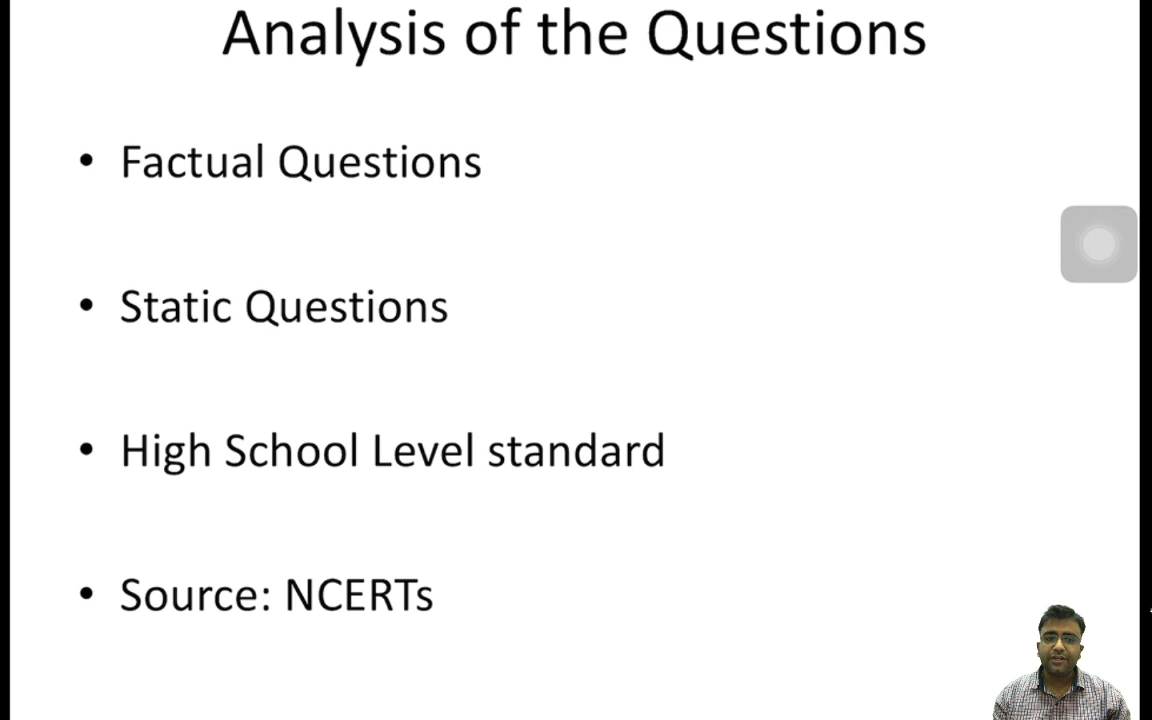 Analysis of the Questions
• Factual Questions
• Static Questions
• High School Level standard
• Source: NCERTs